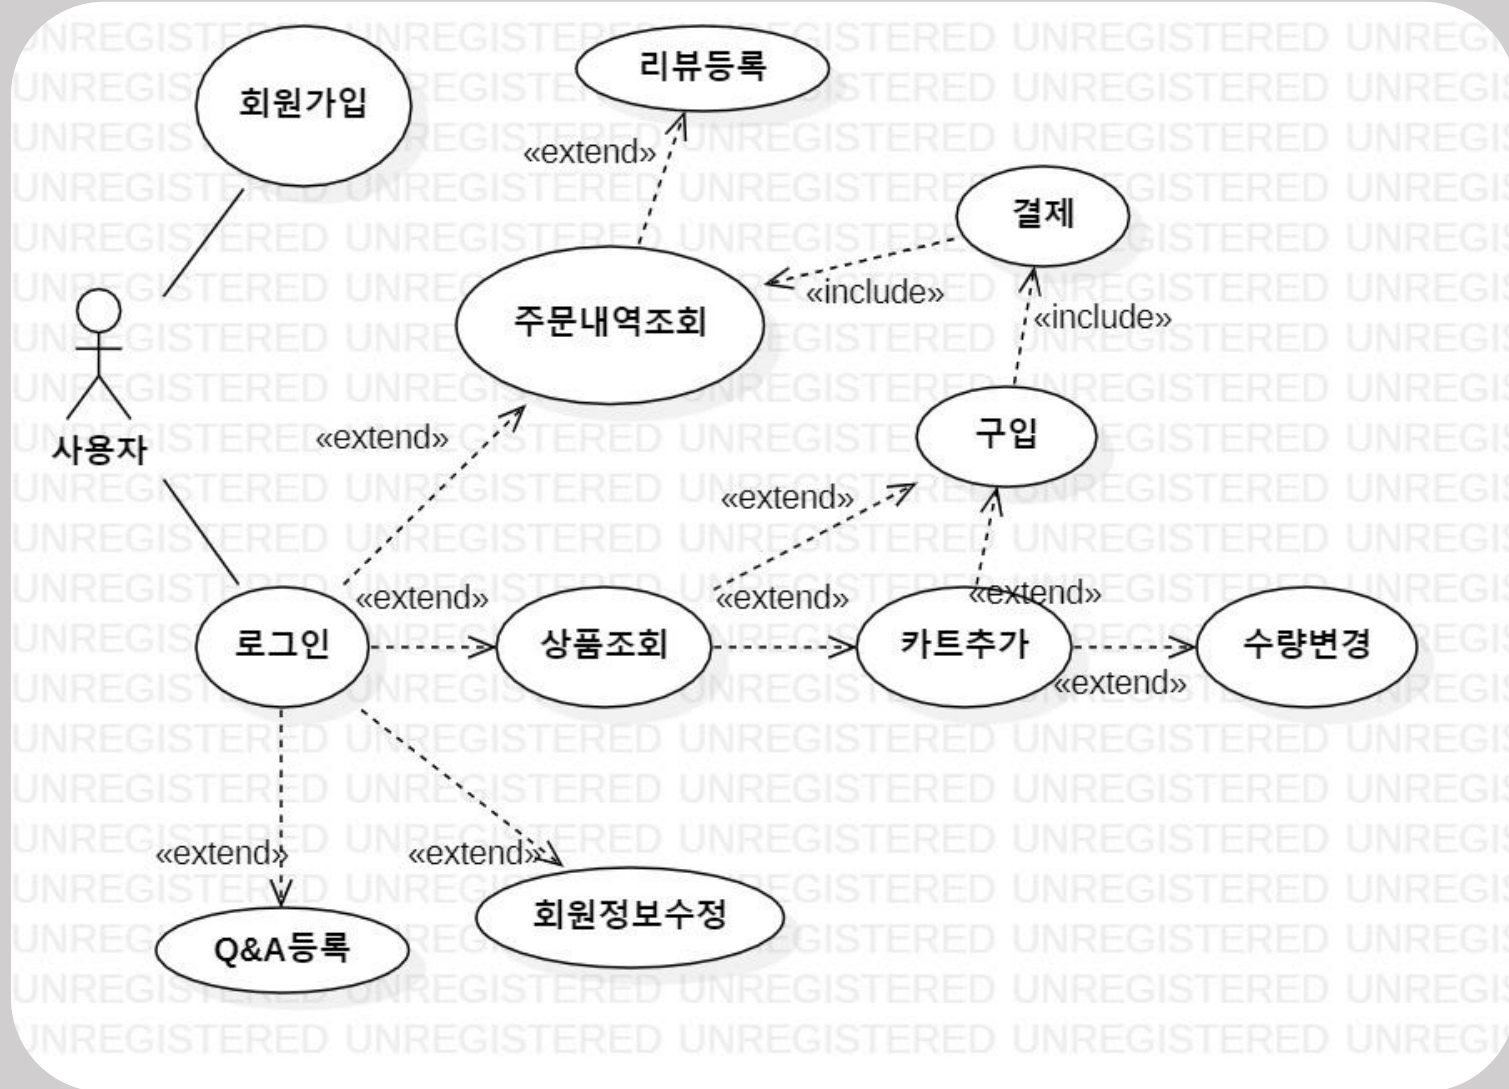 회원가입
리뷰등록
«extend»
결제
«include»
주문내역조회
«include»
사용자
«extend»
구입
«extend»
«extend»
«extend»
«extend»
로그인
상품조회
카트추가
수량변경
«extend»
«extend»
«extend»
회원정보수정
Q&A등록
UNREGISTERED